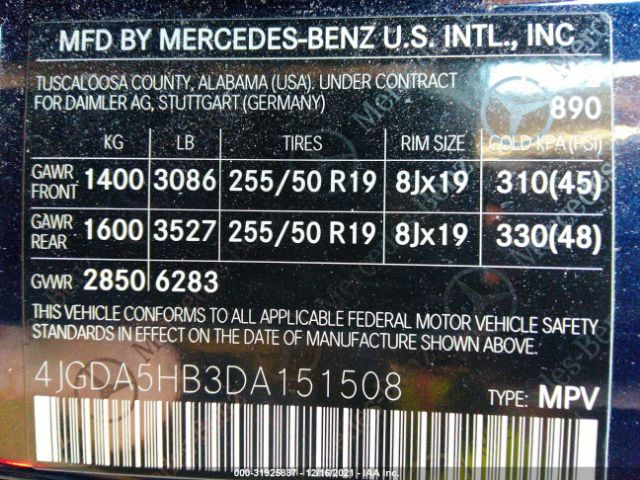 MFD BY MERCEDES-BENZ U.S. INTL., INC
TUSCALOOSA COUNTY, ALABAMA (USA). UNDER CONTRACT
FOR DAIMLER AG, STUTTGART (GERMANY) 890
KG LB TIRES RIM SIZE COLD KPA (PSI)
GAWR FRONT 1400 3086 255/50 R19 8Jx19 310(45)
GAWR REAR 1600 3527 255/50 R19 8Jx19 330(48)
GVWR 2850 6283
THIS VEHICLE CONFORMS TO ALL APPLICABLE FEDERAL MOTOR VEHICLE SAFETY
STANDARDS IN EFFECT ON THE DATE OF MANUFACTURE SHOWN ABOVE.
4JGDA5HB3DA151508 TYPE: MPV
000-31925837 - 12/16/2021 - IAA Inc.